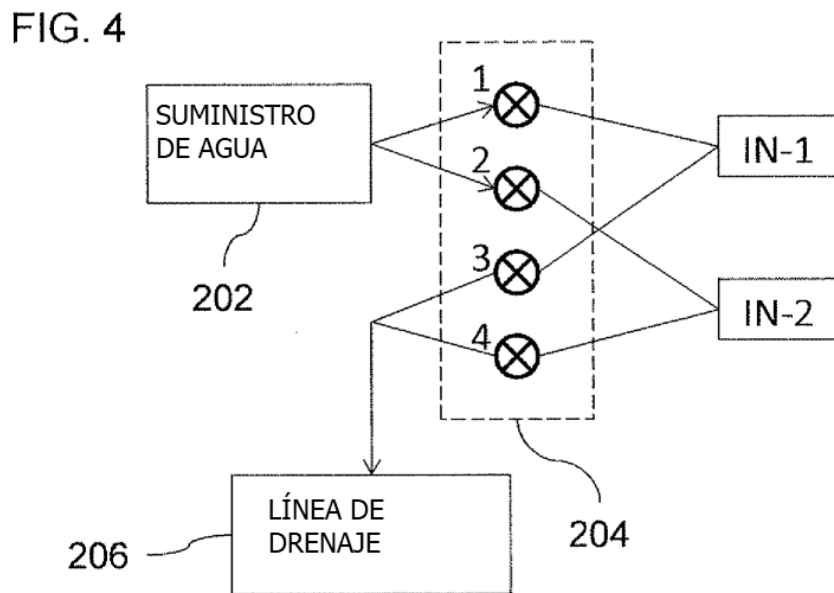 FIG. 4
SUMINISTRO
DE AGUA
1
2
3
4
IN-1
IN-2
202
204
206
LÍNEA DE
DRENAJE